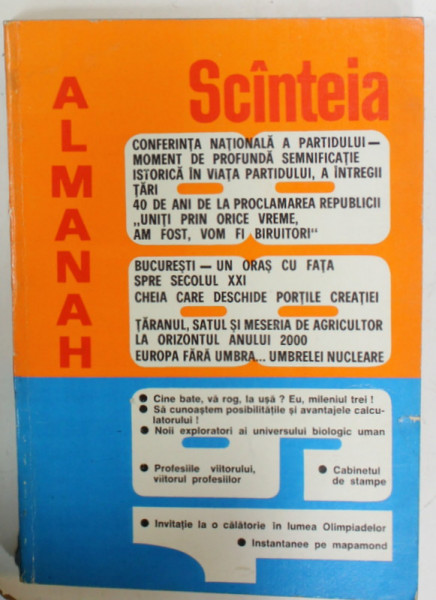 ALMANAH
Scînteia
CONFERINȚA NAȚIONALĂ A PARTIDULUI —
MOMENT DE PROFUNDĂ SEMNIFICAȚIE
ISTORICĂ ÎN VIAȚA PARTIDULUI, A ÎNTREGII
ȚĂRI
40 DE ANI DE LA PROCLAMAREA REPUBLICII
„UNIȚI PRIN ORICE VREME,
AM FOST, VOM FI BIRUITORI“
BUCUREȘTI — UN ORAȘ CU FAȚA
SPRE SECOLUL XXI
CHEIA CARE DESCHIDE PORȚILE CREAȚIEI
ȚĂRANUL, SATUL ȘI MESERIA DE AGRICULTOR
LA ORIZONTUL ANULUI 2000
EUROPA FĂRĂ UMBRA... UMBRELEI NUCLEARE
● Cine bate, vă rog, la ușă ? Eu, mileniul trei !
● Să cunoaștem posibilitățile și avantajele calcu-
latorului !
● Noii exploratori ai universului biologic uman
● Profesiile viitorului,
viitorul profesiilor
● Cabinetul
de stampe
● Invitație la o călătorie în lumea Olimpiadelor
● Instantanee pe mapamond